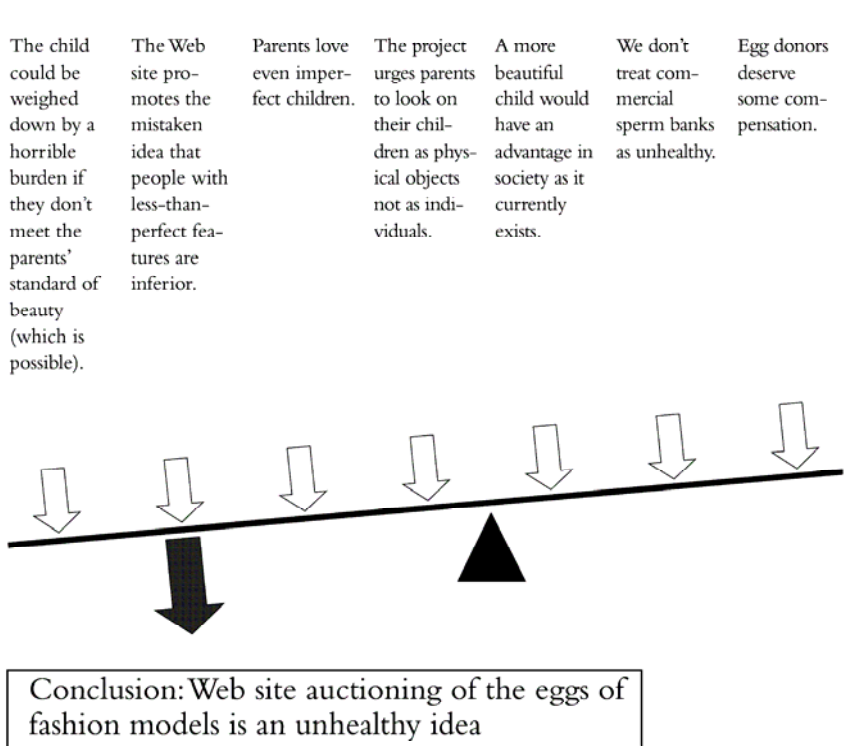 The child
could be
weighed
down by a
horrible
burden if
they don't
meet the
parents'
standard of
beauty
(which is
possible).
The Web
site pro-
motes the
mistaken
idea that
people with
less-than-
perfect fea-
tures are
inferior.
Parents love
even imper-
fect children.
The project
urges parents
to look on
their chil-
dren as phys-
ical objects
not as indi-
viduals.
A more
beautiful
child would
have an
advantage in
society as it
currently
exists.
We don't
treat com-
mercial
sperm banks
as unhealthy.
Egg donors
deserve
some com-
pensation.
Conclusion: Web site auctioning of the eggs of
fashion models is an unhealthy idea